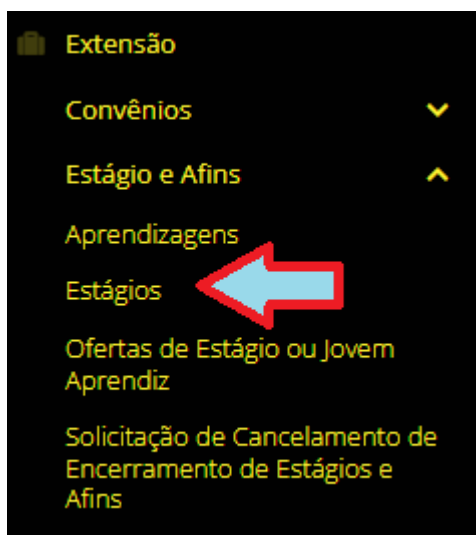 Extensão
Convênios
Estágio e Afins
Aprendizagens
Estágios
Ofertas de Estágio ou Jovem
Aprendiz
Solicitação de Cancelamento de
Encerramento de Estágios e
Afins